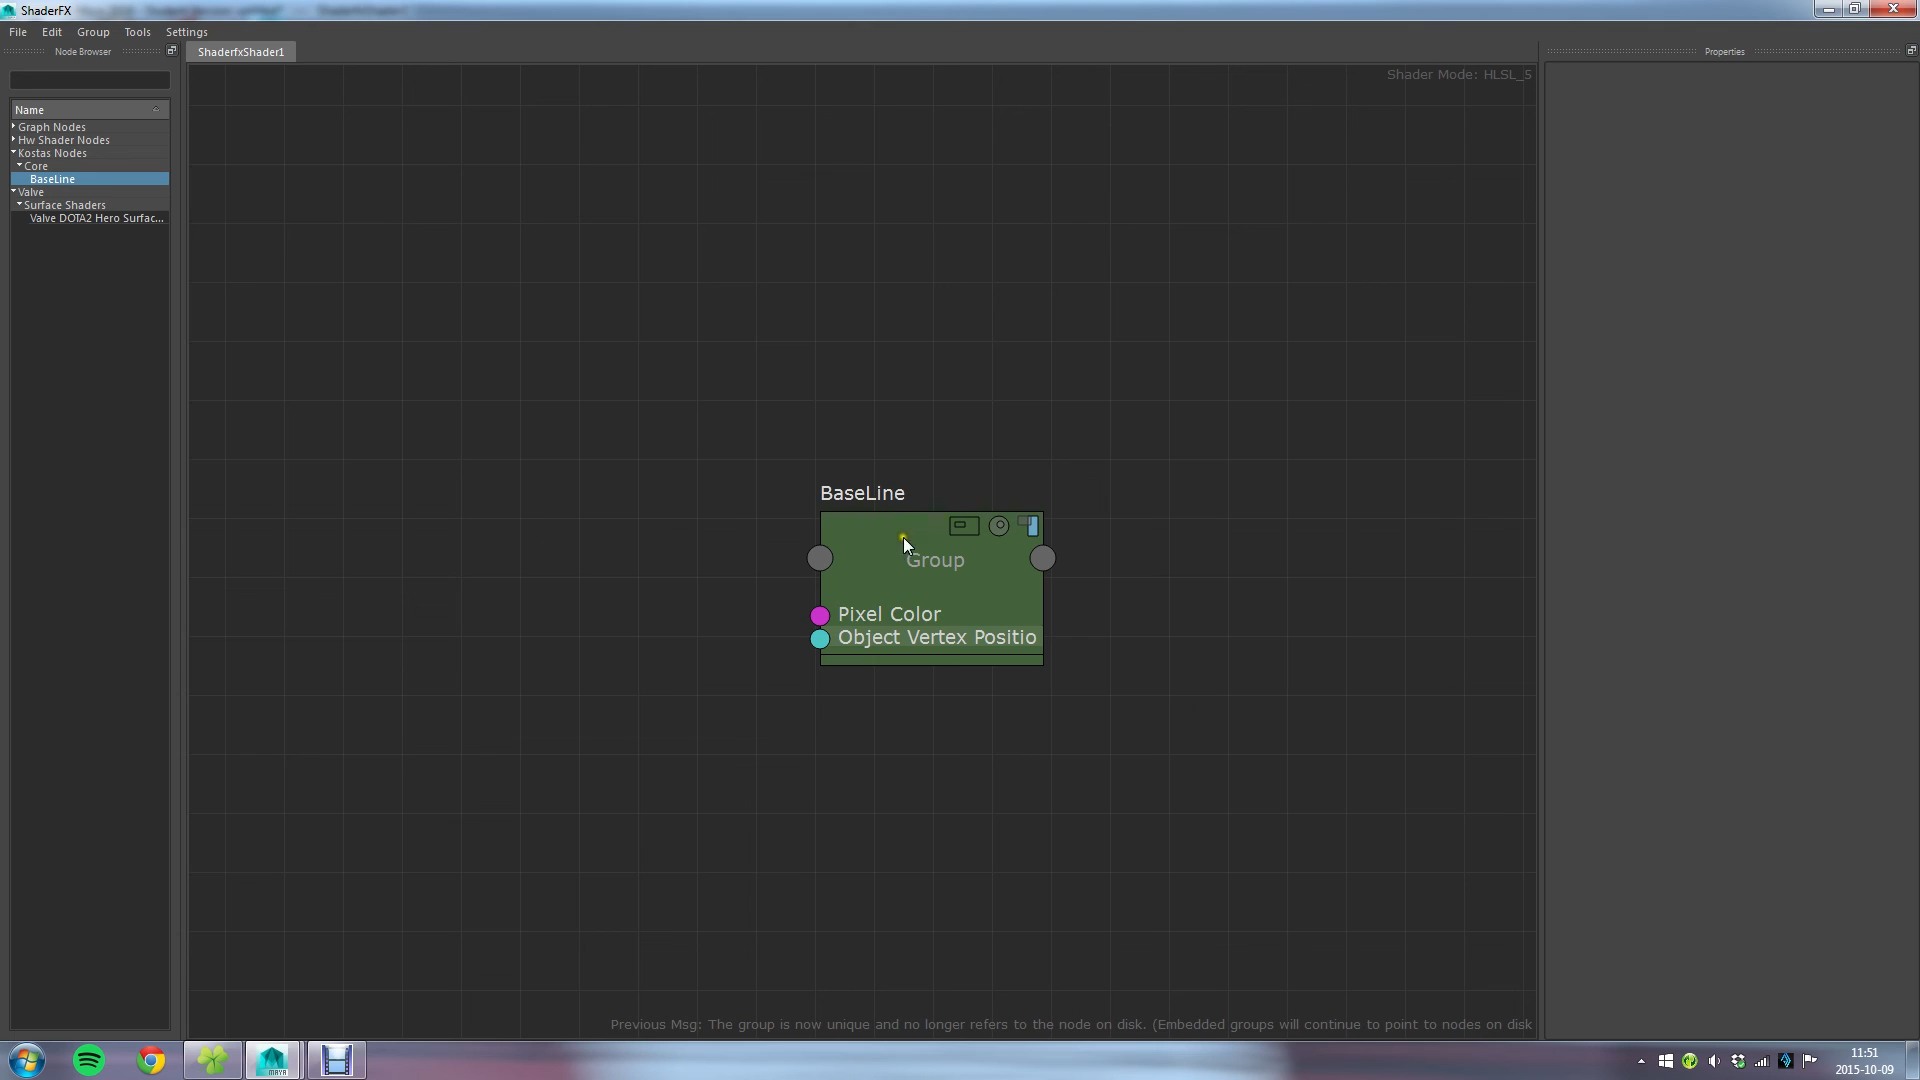 ShaderFX
File Edit Group Tools Settings
Node Browser
ShaderfxShader1
Properties
Shader Mode: HLSL_5
Name
Graph Nodes
Hw Shader Nodes
Kostas Nodes
Core
BaseLine
Valve
Surface Shaders
Valve DOTA2 Hero Surfac...
BaseLine
Group
Pixel Color
Object Vertex Positio
Previous Msg: The group is now unique and no longer refers to the node on disk. (Embedded groups will continue to point to nodes on disk
MAYA
11:51
2015-10-09